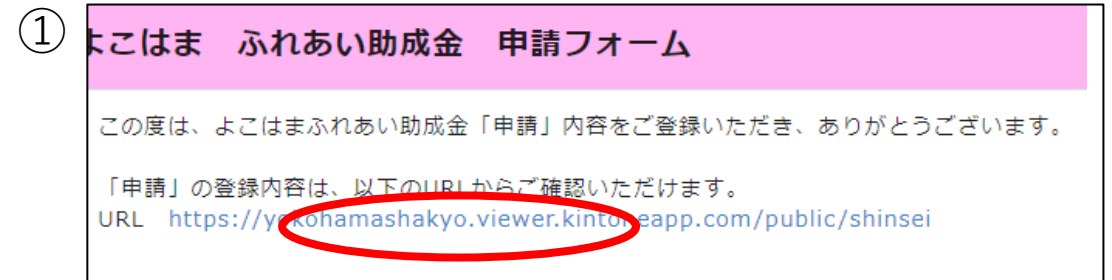 ①
よこはま　ふれあい助成金　申請フォーム
この度は、よこはまふれあい助成金「申請」内容をご登録いただき、ありがとうございます。
「申請」の登録内容は、以下のURLからご確認いただけます。
URL　https://yokohamashakyo.viewer.kintoneapp.com/public/shinsei